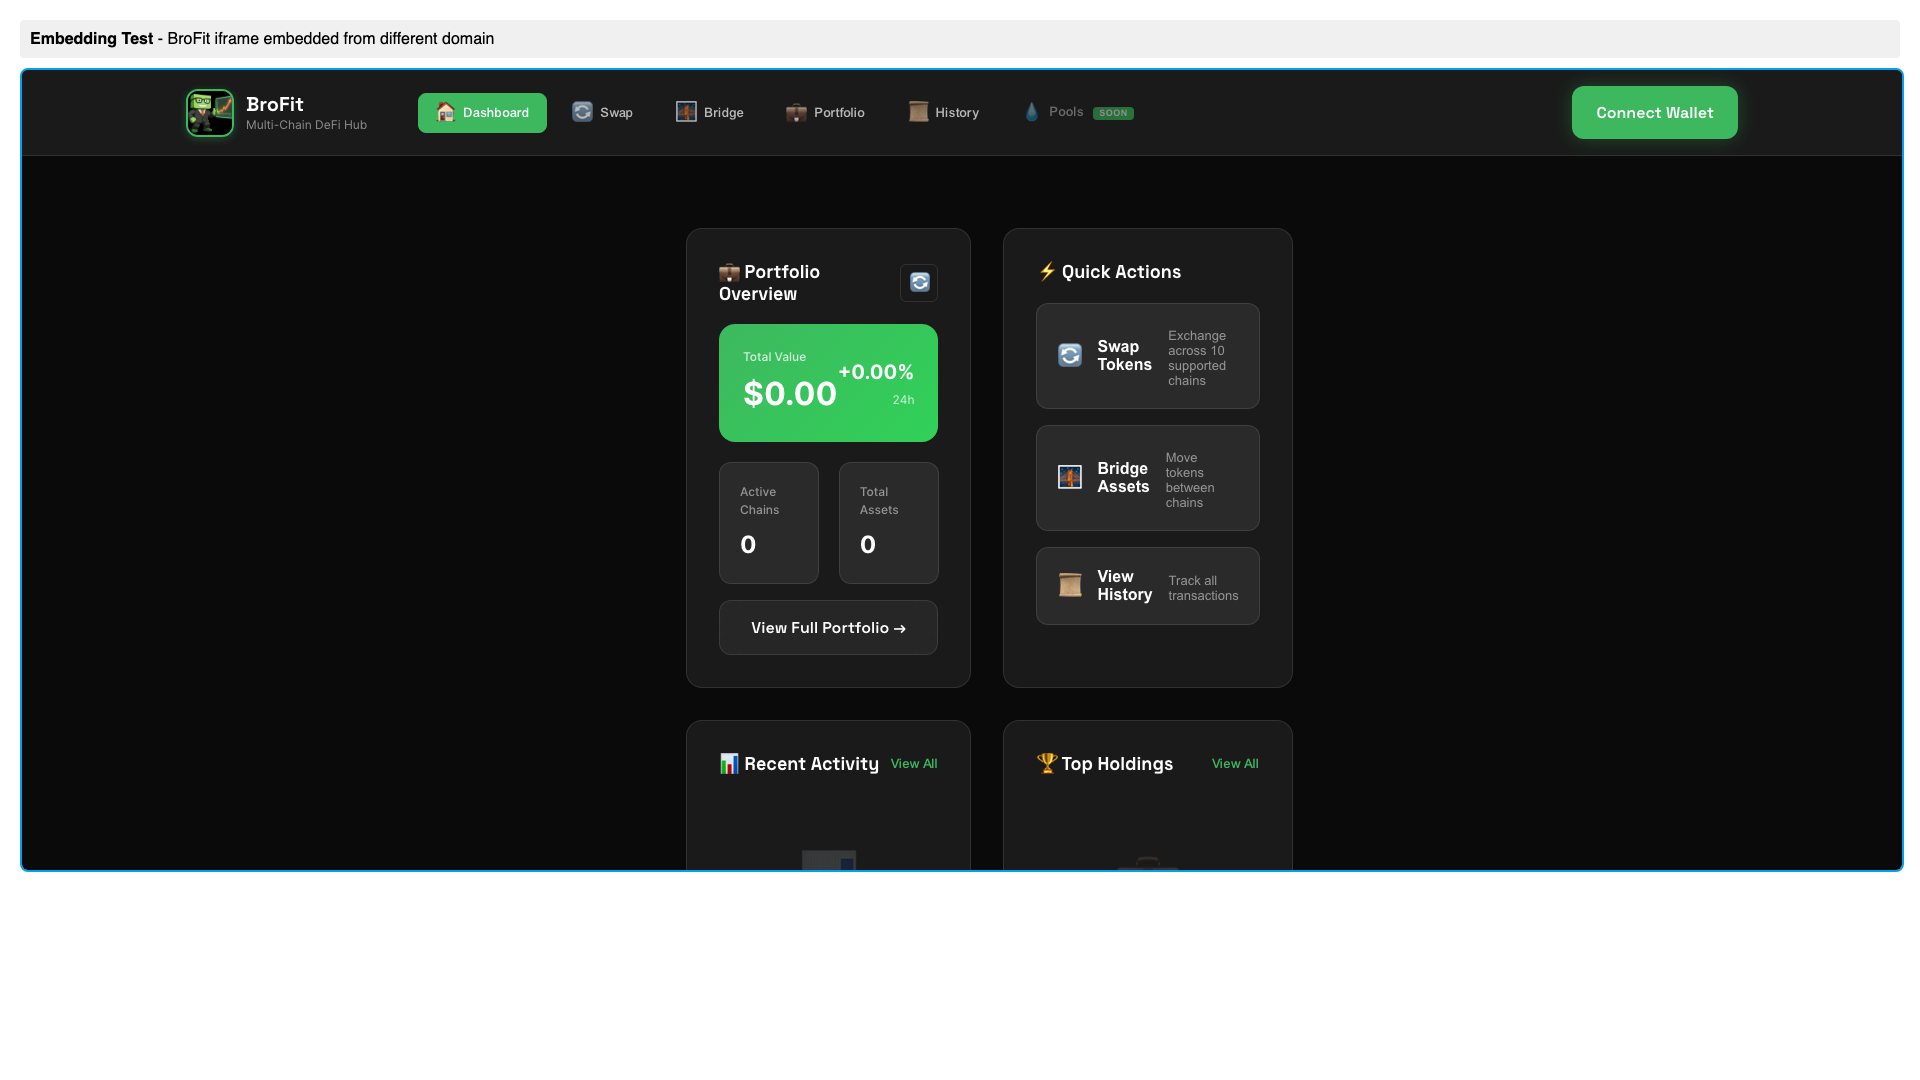 Embedding Test - BroFit iframe embedded from different domain
BroFit
Multi-Chain DeFi Hub
Dashboard
Swap
Bridge
Portfolio
History
Pools
SOON
Connect Wallet
Portfolio
Overview
Total Value
$0.00
+0.00%
24h
Active
Chains
0
Total
Assets
0
View Full Portfolio →
Quick Actions
Swap
Tokens
Exchange
across 10
supported
chains
Bridge
Assets
Move
tokens
between
chains
View
History
Track all
transactions
Recent Activity
View All
Top Holdings
View All